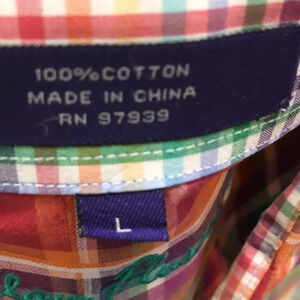 100% COTTON
MADE IN CHINA
RN 97939
L